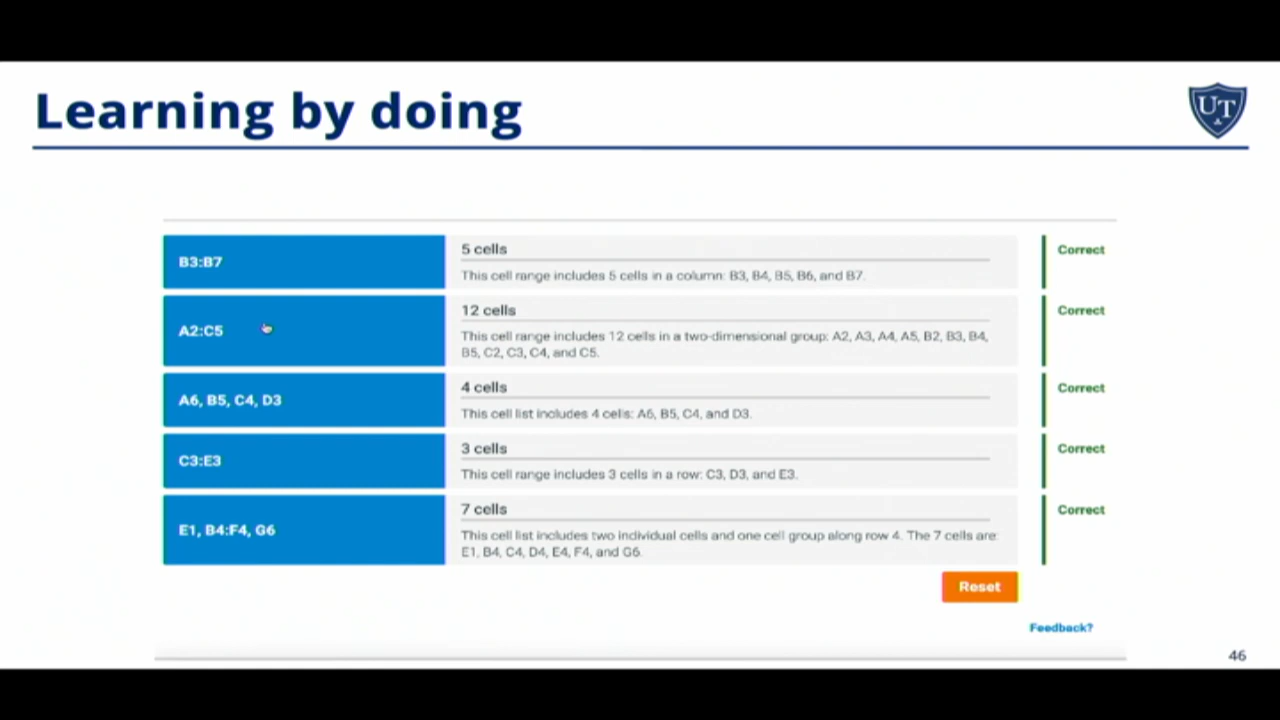 Learning by doing
UT
B3:B7
5 cells
This cell range includes 5 cells in a column: B3, B4, B5, B6, and B7.
Correct
A2:C5
12 cells
This cell range includes 12 cells in a two-dimensional group: A2, A3, A4, A5, B2, B3, B4,
B5, C2, C3, C4, and C5.
Correct
A6, B5, C4, D3
4 cells
This cell list includes 4 cells: A6, B5, C4, and D3.
Correct
C3:E3
3 cells
This cell range includes 3 cells in a row: C3, D3, and E3.
Correct
E1, B4:F4, G6
7 cells
This cell list includes two individual cells and one cell group along row 4. The 7 cells are:
E1, B4, C4, D4, E4, F4, and G6.
Correct
Reset
Feedback?
46